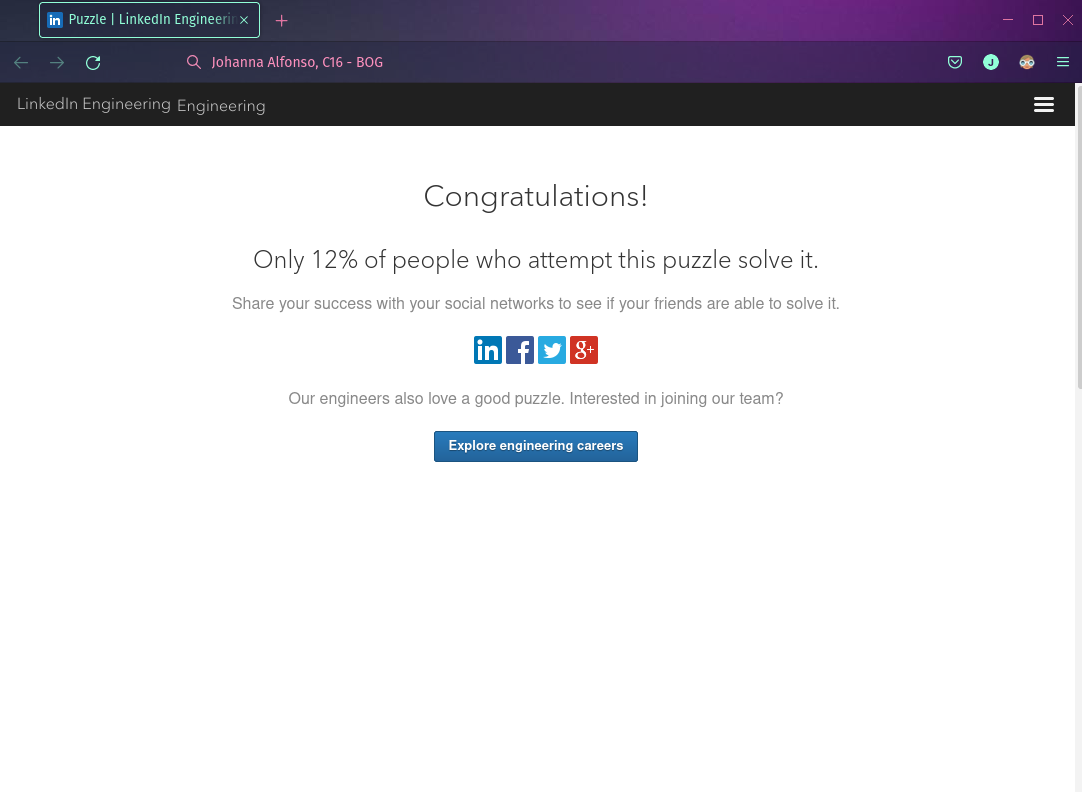 in Puzzle | LinkedIn Engineerin
Johanna Alfonso, C16 - BOG
J
LinkedIn Engineering Engineering
Congratulations!
Only 12% of people who attempt this puzzle solve it.
Share your success with your social networks to see if your friends are able to solve it.
in f g+
Our engineers also love a good puzzle. Interested in joining our team?
Explore engineering careers